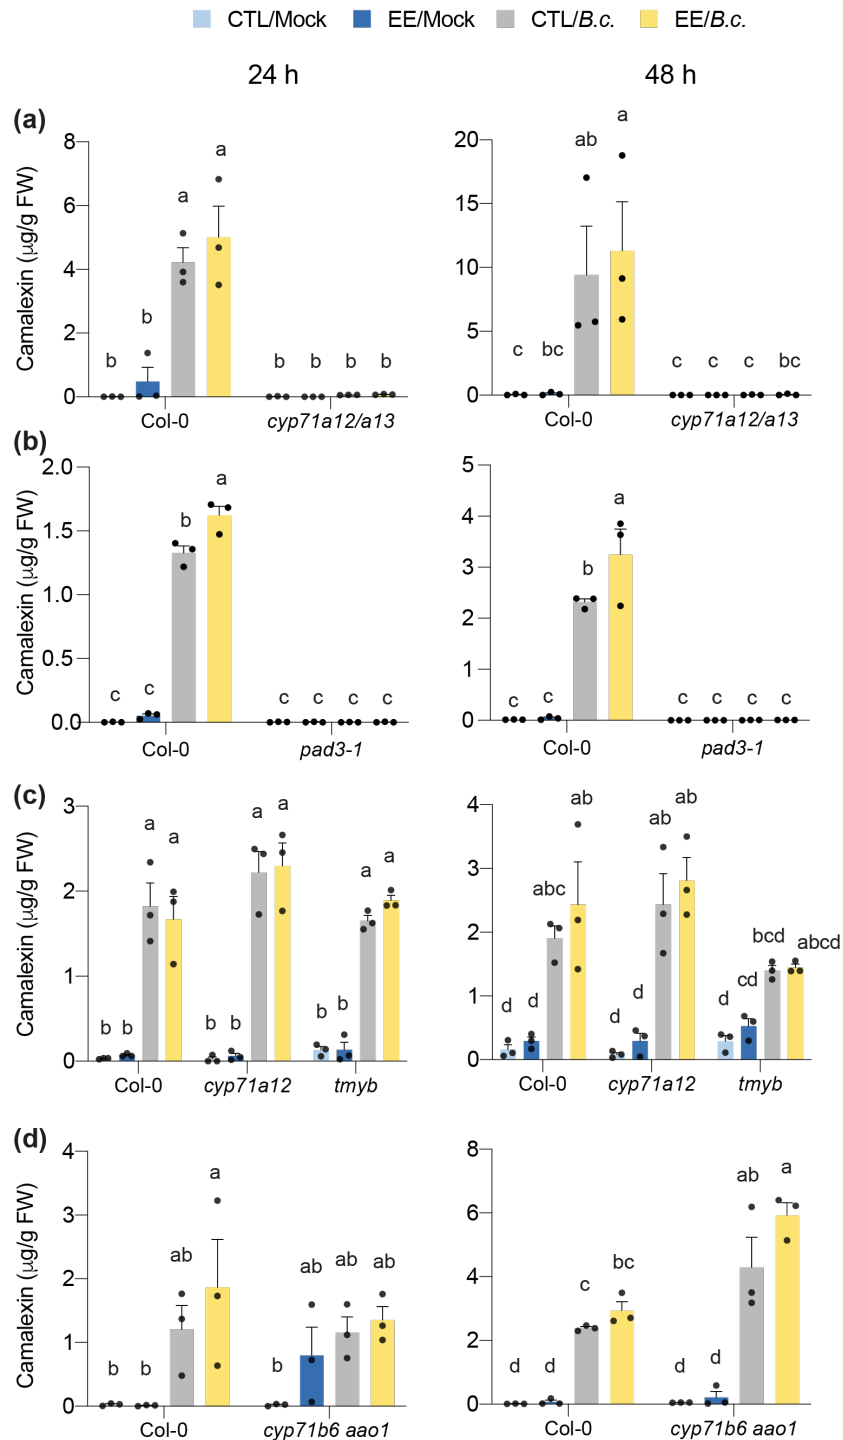 CTL/Mock EE/Mock CTL/B.c. EE/B.c.
24 h 48 h
(a)
Camalexin (µg/g FW)
8
6
4
2
0
b b a a b b b b
Col-0 cyp71a12/a13
20
15
10
5
0
c bc ab a c c c bc
Col-0 cyp71a12/a13
(b)
Camalexin (µg/g FW)
2.0
1.5
1.0
0.5
0.0
c c b a c c c c
Col-0 pad3-1
5
4
3
2
1
0
c c b a c c c c
Col-0 pad3-1
(c)
Camalexin (µg/g FW)
3
2
1
0
b b a a b b a a b b a a
Col-0 cyp71a12 tmyb
4
3
2
1
0
d d abc ab d d ab ab d cd bcd abcd
Col-0 cyp71a12 tmyb
(d)
Camalexin (µg/g FW)
4
3
2
1
0
b b ab a b ab ab ab
Col-0 cyp71b6 aao1
8
6
4
2
0
d d c bc d d ab a
Col-0 cyp71b6 aao1